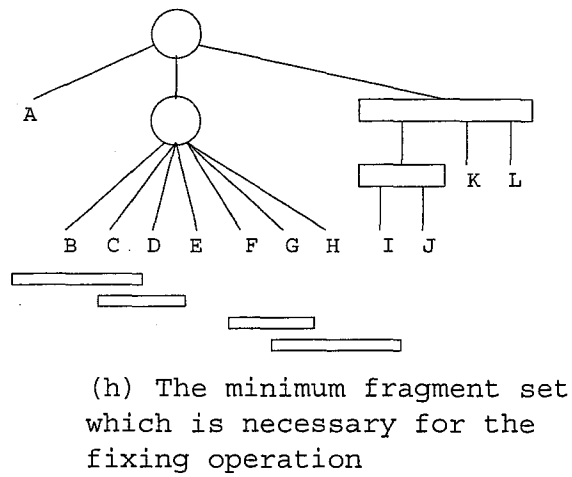 A
K L
B C D E F G H I J
(h) The minimum fragment set
which is necessary for the
fixing operation